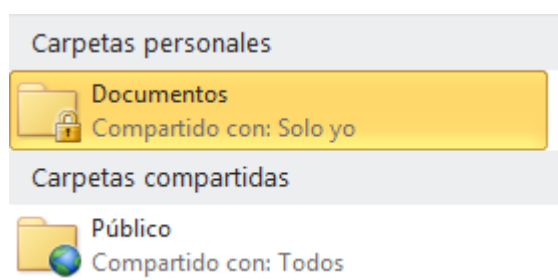 Carpetas personales
Documentos
Compartido con: Solo yo
Carpetas compartidas
Público
Compartido con: Todos